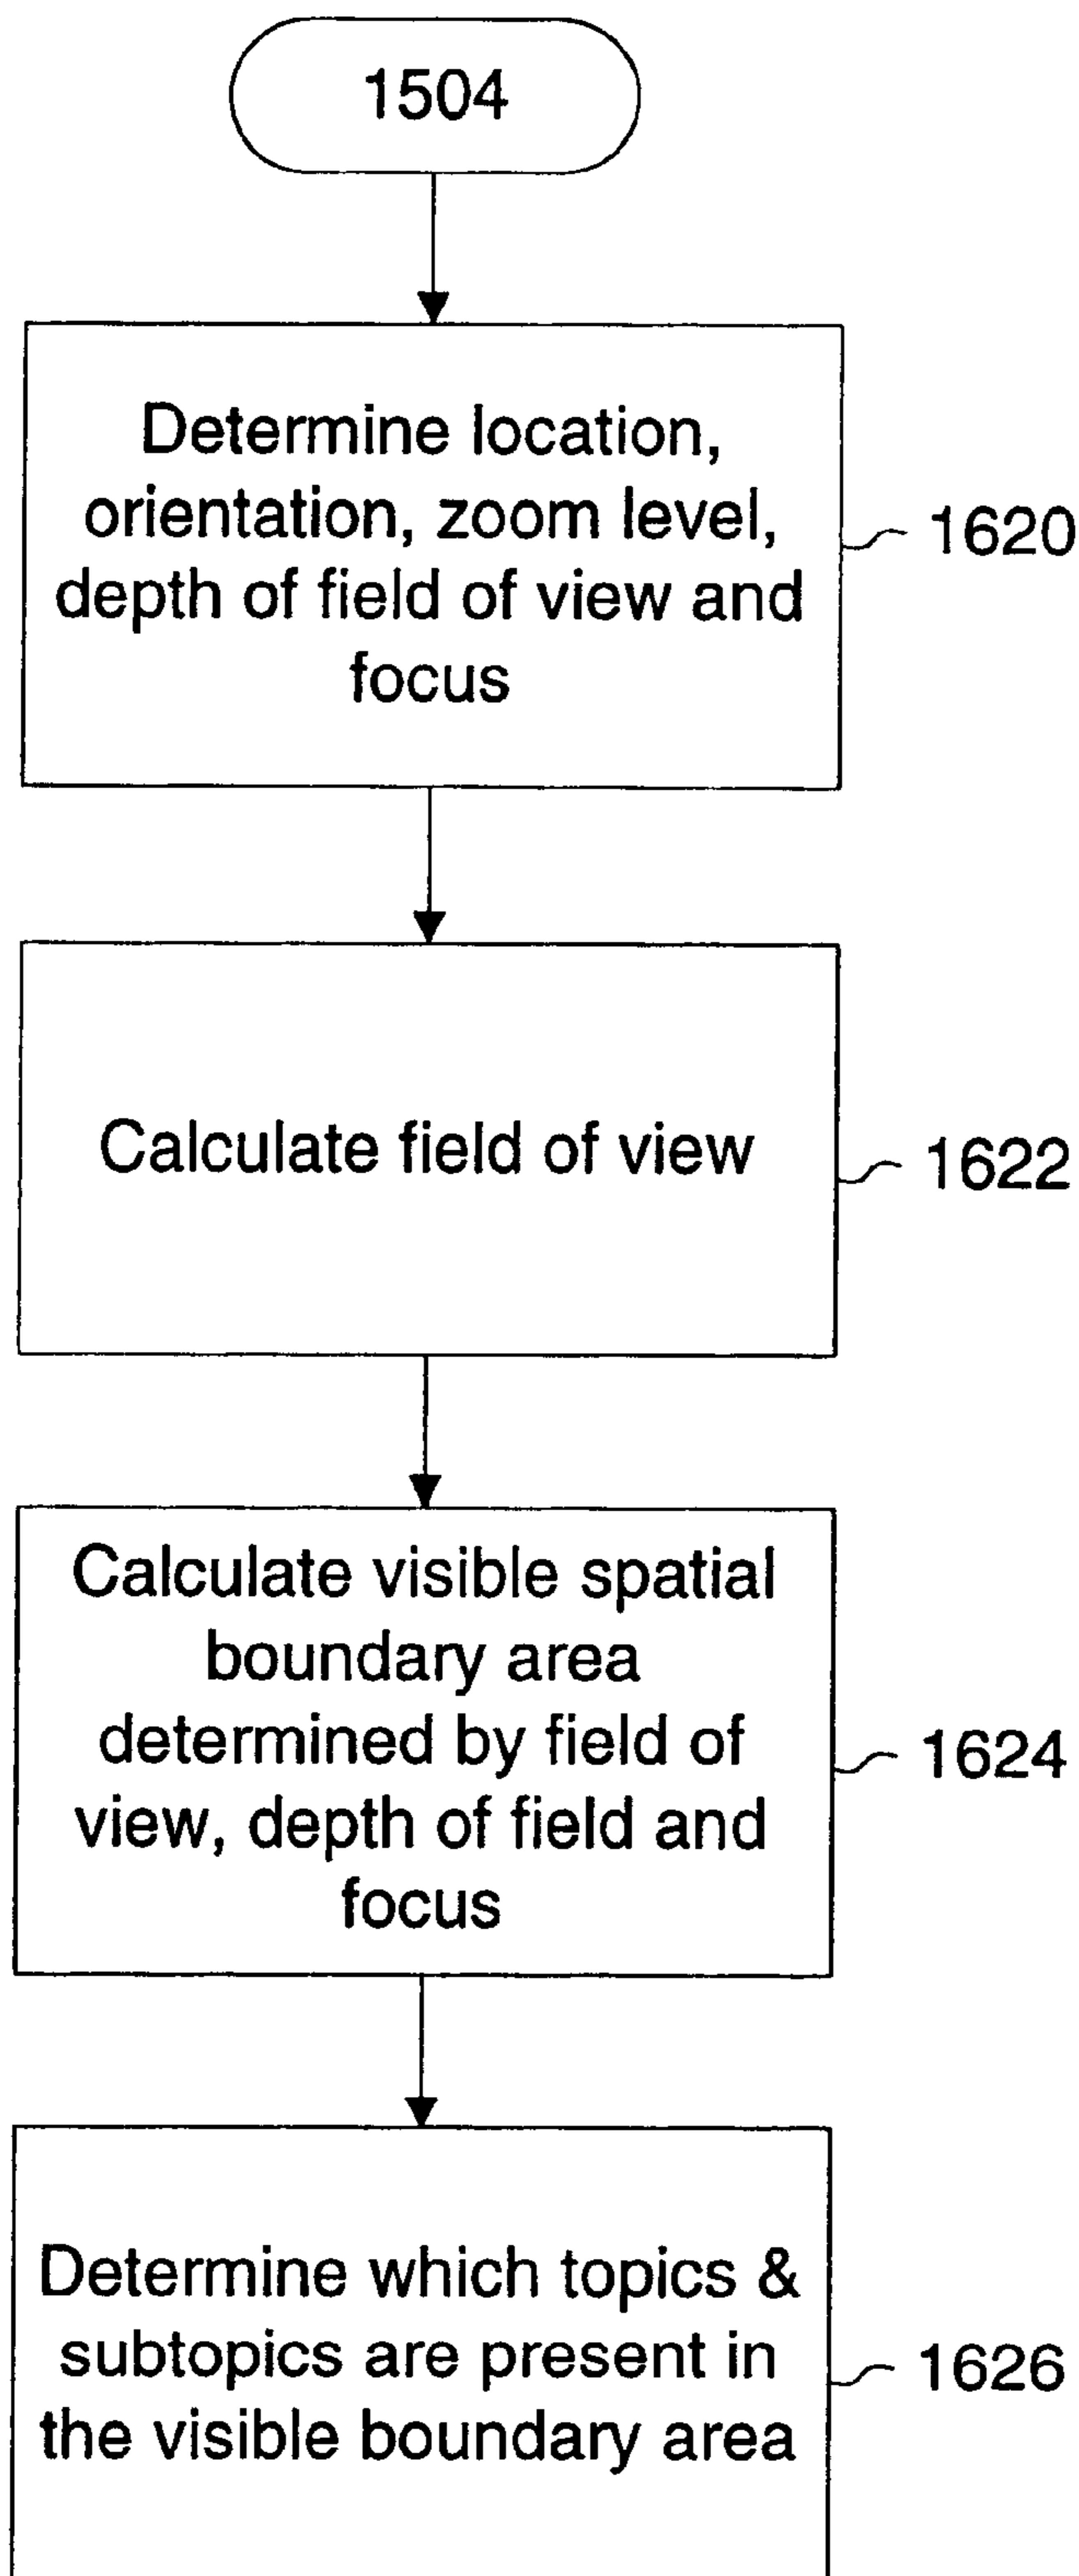 1504
Determine location,
orientation, zoom level,
depth of field of view and
focus
1620
Calculate field of view
1622
Calculate visible spatial
boundary area
determined by field of
view, depth of field and
focus
1624
Determine which topics &
subtopics are present in
the visible boundary area
1626